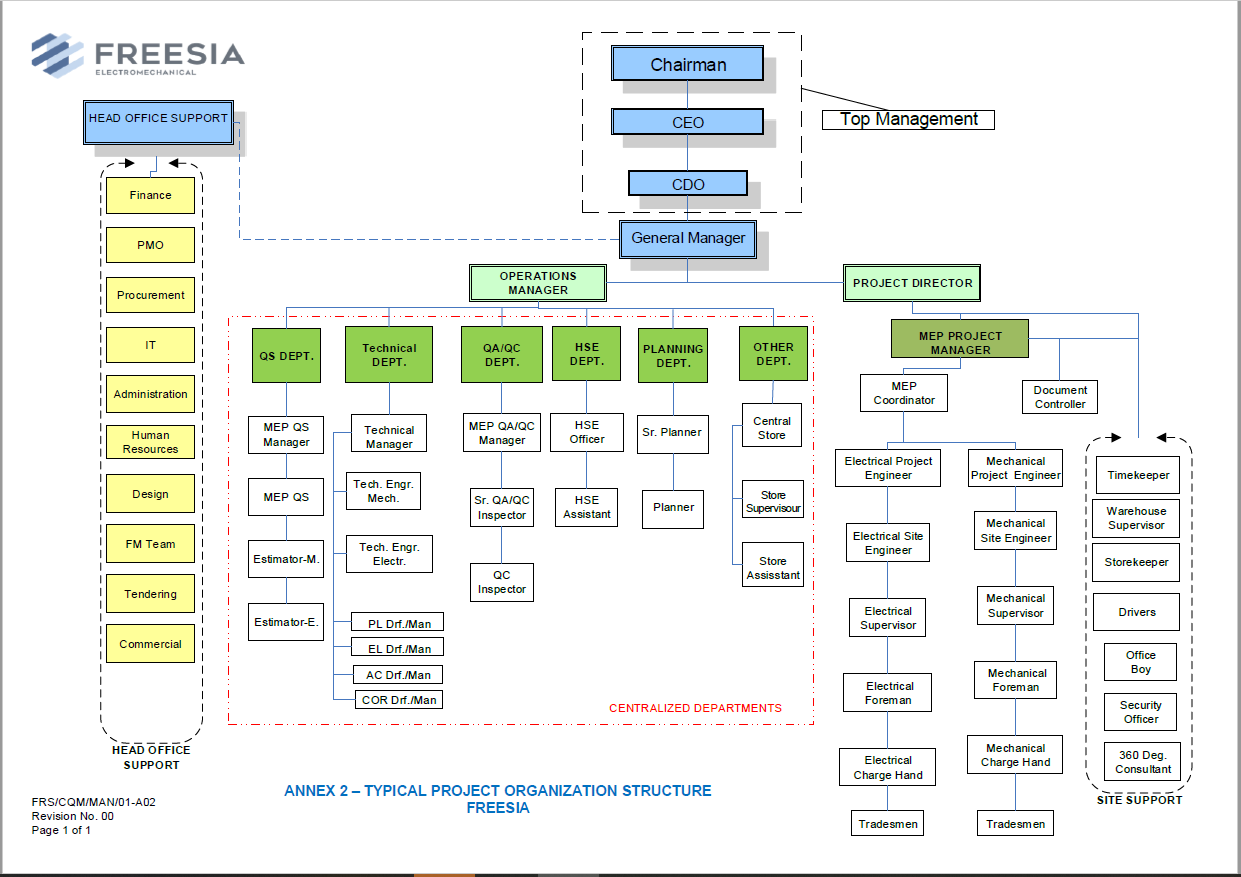 FREESIA
ELECTROMECHANICAL
Chairman
CEO
CDO
Top Management
General Manager
HEAD OFFICE SUPPORT
Finance
PMO
Procurement
IT
Administration
Human
Resources
Design
FM Team
Tendering
Commercial
HEAD OFFICE
SUPPORT
OPERATIONS
MANAGER
PROJECT DIRECTOR
QS DEPT.
MEP QS
Manager
MEP QS
Estimator-M.
Estimator-E.
Technical
DEPT.
Technical
Manager
Tech. Engr.
Mech.
Tech. Engr.
Electr.
PL Drf./Man
EL Drf./Man
AC Drf./Man
COR Drf./Man
QA/QC
DEPT.
MEP QA/QC
Manager
Sr. QA/QC
Inspector
QC
Inspector
HSE
DEPT.
HSE
Officer
HSE
Assistant
PLANNING
DEPT.
Sr. Planner
Planner
OTHER
DEPT.
Central
Store
Store
Supervisour
Store
Assisstant
CENTRALIZED DEPARTMENTS
MEP PROJECT
MANAGER
MEP
Coordinator
Document
Controller
Electrical Project
Engineer
Electrical Site
Engineer
Electrical
Supervisor
Electrical
Foreman
Electrical
Charge Hand
Tradesmen
Mechanical
Project Engineer
Mechanical
Site Engineer
Mechanical
Supervisor
Mechanical
Foreman
Mechanical
Charge Hand
Tradesmen
Timekeeper
Warehouse
Supervisor
Storekeeper
Drivers
Office
Boy
Security
Officer
360 Deg.
Consultant
SITE SUPPORT
ANNEX 2 – TYPICAL PROJECT ORGANIZATION STRUCTURE
FREESIA
FRS/CQM/MAN/01-A02
Revision No. 00
Page 1 of 1